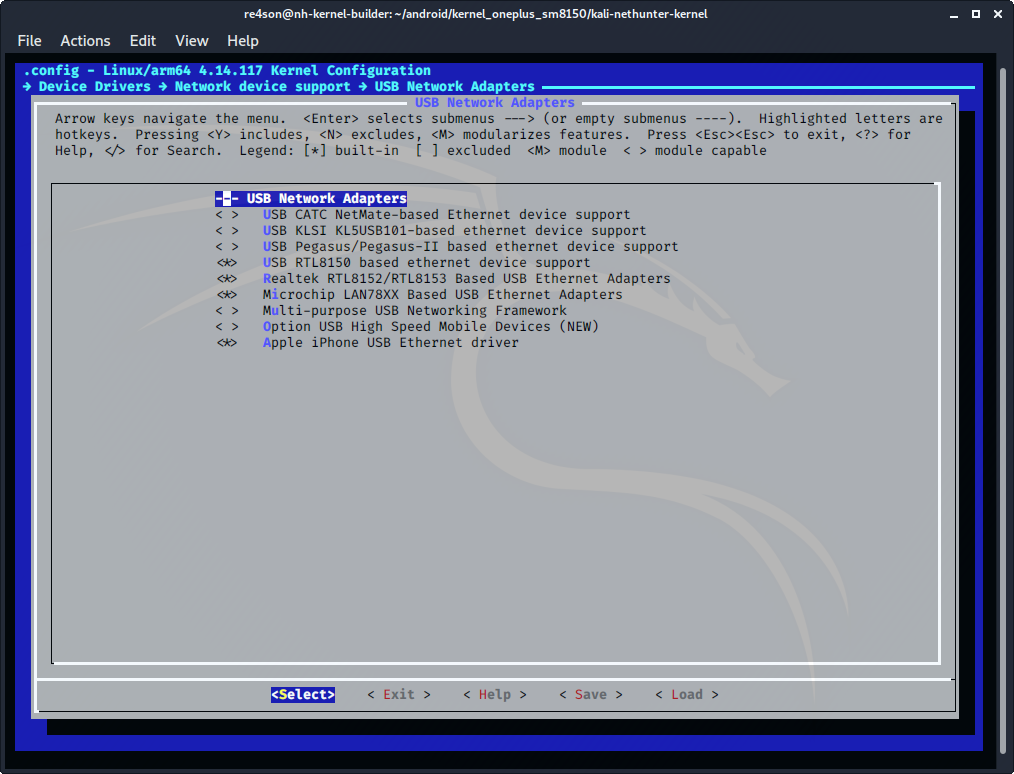 re4son@nh-kernel-builder: ~/android/kernel_oneplus_sm8150/kali-nethunter-kernel
File Actions Edit View Help
.config - Linux/arm64 4.14.117 Kernel Configuration
→ Device Drivers → Network device support → USB Network Adapters
USB Network Adapters
Arrow keys navigate the menu.  <Enter> selects submenus ---> (or empty submenus ----).  Highlighted letters are
hotkeys.  Pressing <Y> includes, <N> excludes, <M> modularizes features.  Press <Esc><Esc> to exit, <?> for
Help, </> for Search.  Legend: [*] built-in  [ ] excluded  <M> module  < > module capable
--- USB Network Adapters
< >   USB CATC NetMate-based Ethernet device support
< >   USB KLSI KL5USB101-based ethernet device support
< >   USB Pegasus/Pegasus-II based ethernet device support
<*>   USB RTL8150 based ethernet device support
<*>   Realtek RTL8152/RTL8153 Based USB Ethernet Adapters
<*>   Microchip LAN78XX Based USB Ethernet Adapters
< >   Multi-purpose USB Networking Framework
< >   Option USB High Speed Mobile Devices (NEW)
<*>   Apple iPhone USB Ethernet driver
<Select>    < Exit >    < Help >    < Save >    < Load >